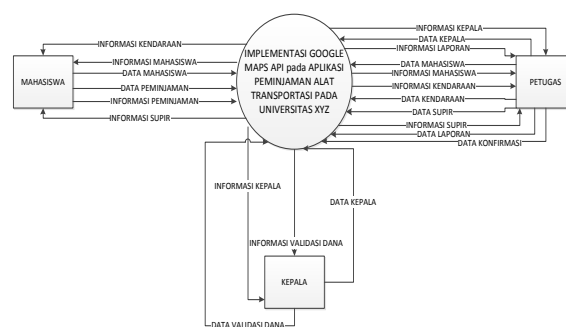 INFORMASI KENDARAAN
INFORMASI MAHASISWA
DATA MAHASISWA
DATA PEMINJAMAN
INFORMASI PEMINJAMAN
INFORMASI SUPIR
MAHASISWA
IMPLEMENTASI GOOGLE
MAPS API pada APLIKASI
PEMINJAMAN ALAT
TRANSPORTASI PADA
UNIVERSITAS XYZ
INFORMASI KEPALA
DATA KEPALA
INFORMASI LAPORAN
DATA MAHASISWA
INFORMASI MAHASISWA
INFORMASI KENDARAAN
DATA KENDARAAN
DATA SUPIR
INFORMASI SUPIR
DATA LAPORAN
DATA KONFIRMASI
PETUGAS
INFORMASI KEPALA
DATA KEPALA
INFORMASI VALIDASI DANA
KEPALA
DATA VALIDASI DANA